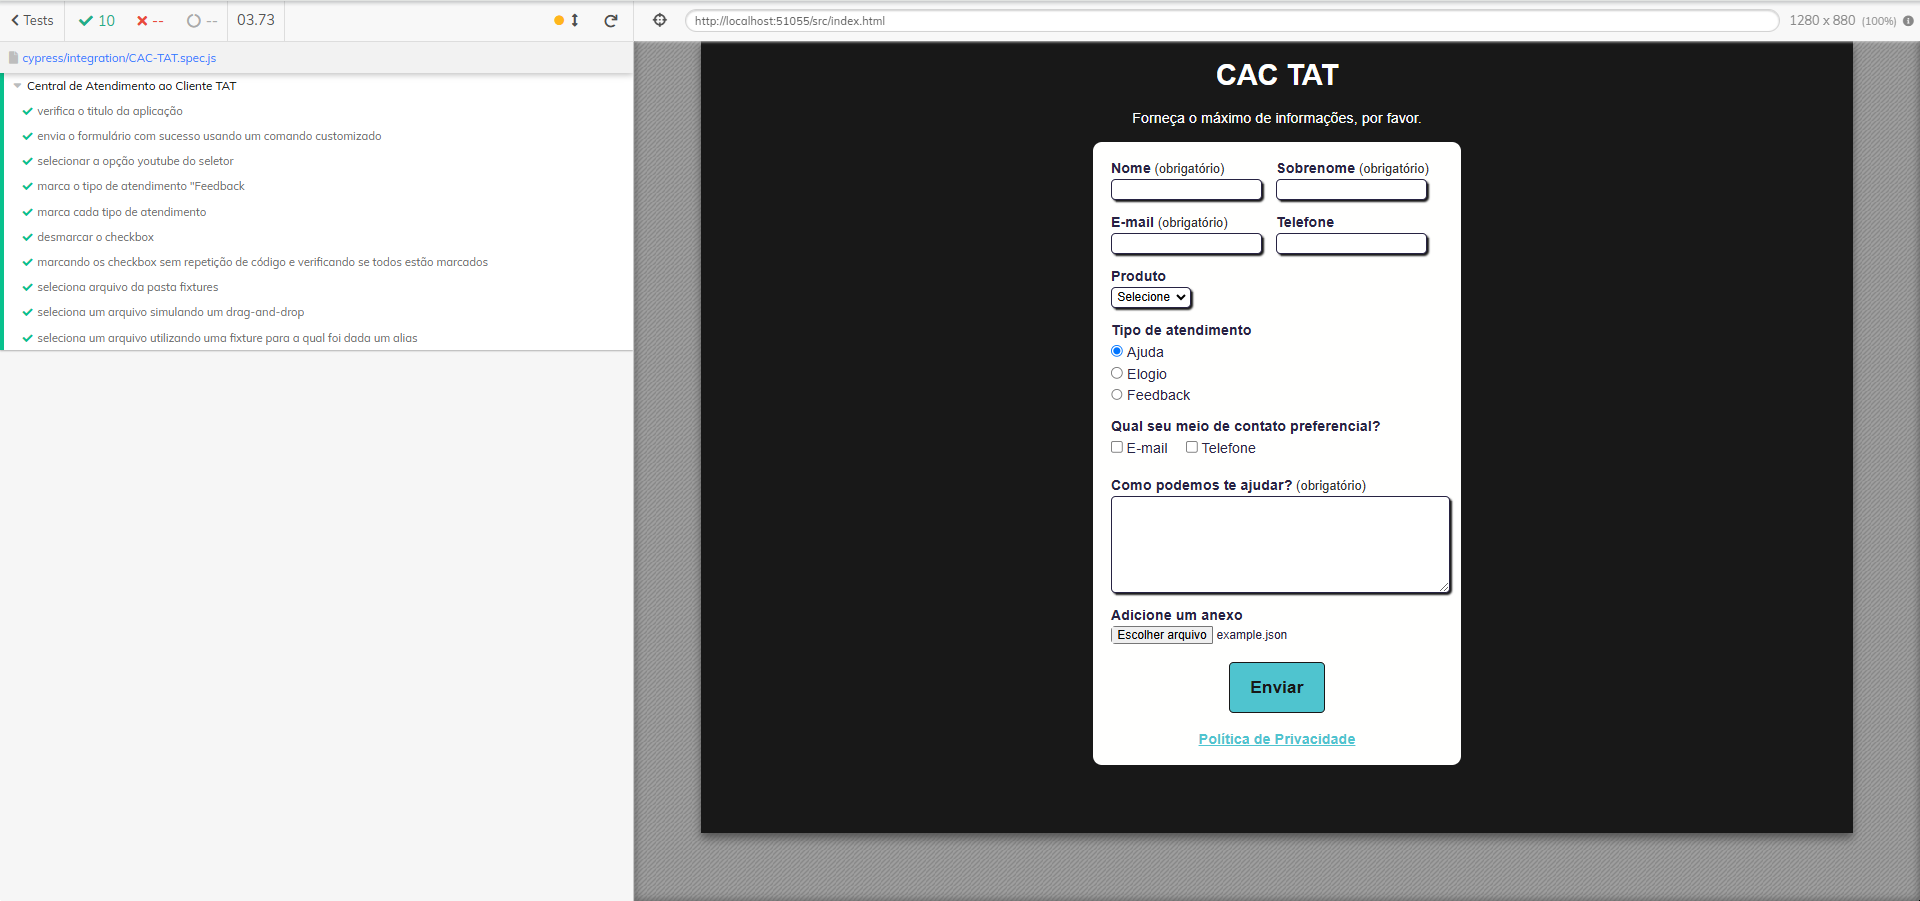 Tests
10
--
--
03.73
http://localhost:51055/src/index.html
1280 x 880 (100%)
cypress/integration/CAC-TAT.spec.js
Central de Atendimento ao Cliente TAT
verifica o titulo da aplicação
envia o formulário com sucesso usando um comando customizado
selecionar a opção youtube do seletor
marca o tipo de atendimento "Feedback
marca cada tipo de atendimento
desmarcar o checkbox
marcando os checkbox sem repetição de código e verificando se todos estão marcados
seleciona arquivo da pasta fixtures
seleciona um arquivo simulando um drag-and-drop
seleciona um arquivo utilizando uma fixture para a qual foi dada um alias
CAC TAT
Forneça o máximo de informações, por favor.
Nome (obrigatório)
Sobrenome (obrigatório)
E-mail (obrigatório)
Telefone
Produto
Selecione
Tipo de atendimento
Ajuda
Elogio
Feedback
Qual seu meio de contato preferencial?
E-mail
Telefone
Como podemos te ajudar? (obrigatório)
Adicione um anexo
Escolher arquivo example.json
Enviar
Política de Privacidade